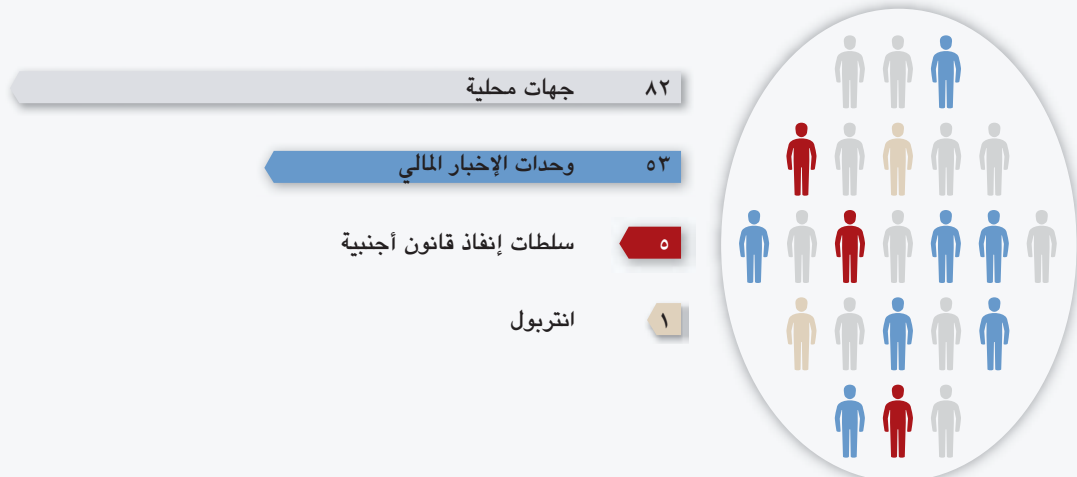 ٨٢ جهات محلية
٥٣ وحدات الإخبار المالي
٥ سلطات إنفاذ قانون أجنبية
١ انتربول